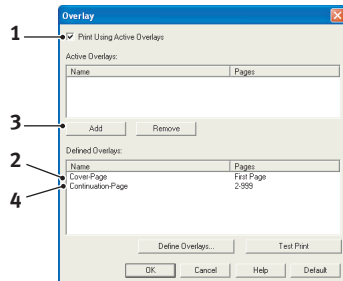 Overlay
1
Print Using Active Overlays
Active Overlays:
Name Pages
3
Add Remove
Defined Overlays:
Name Pages
2
Cover-Page First Page
4
Continuation-Page 2-999
Define Overlays... Test Print
OK Cancel Help Default